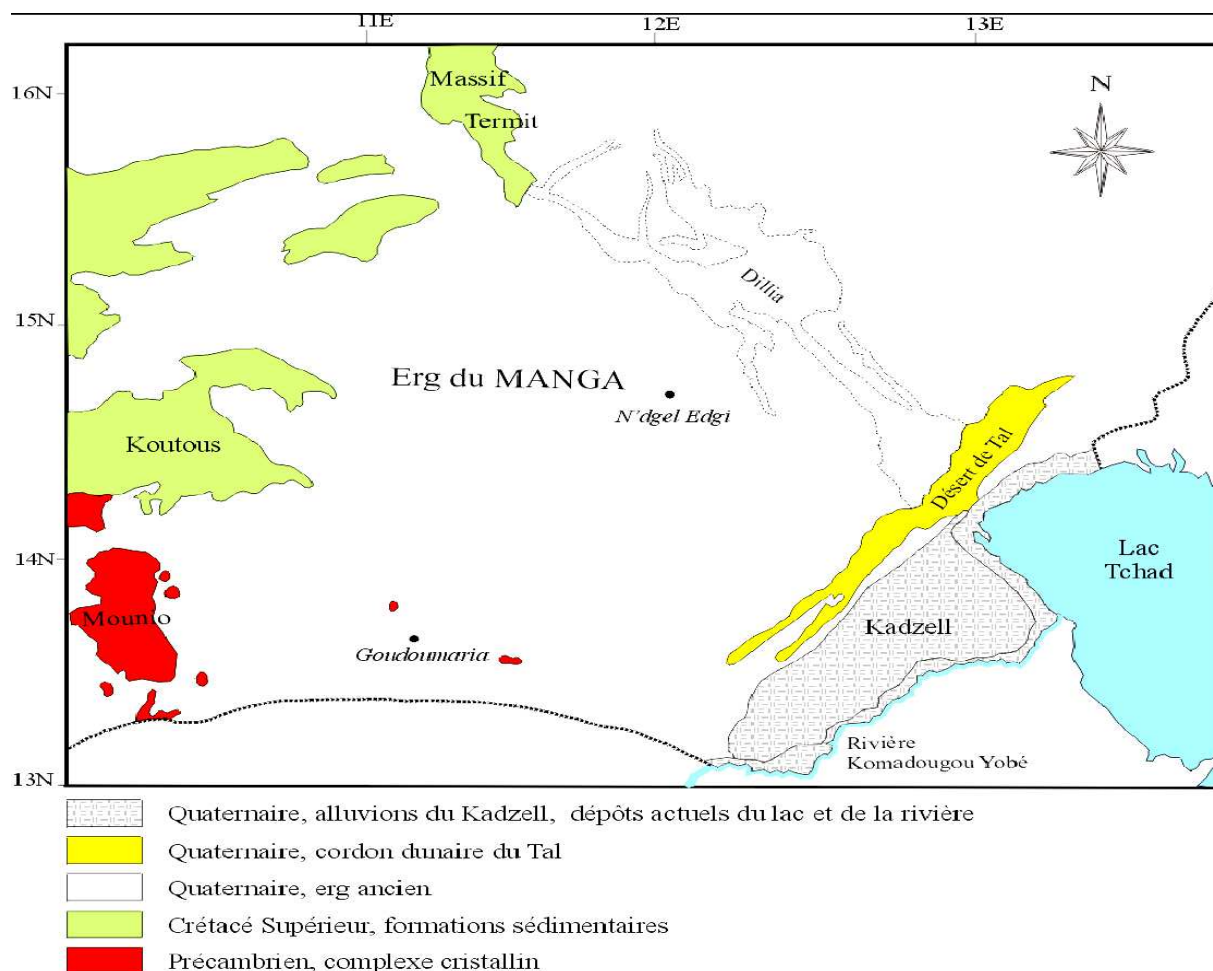 11E
12E
13E
16N
15N
14N
13N
Massif
Termit
N
Dillia
Erg du MANGA
N'dgel Edgi
Koutous
Désert de Tal
Lac
Tchad
Mounio
Kadzell
Goudoumaria
Rivière
Komadougou Yobé
Quaternaire, alluvions du Kadzell, dépôts actuels du lac et de la rivière
Quaternaire, cordon dunaire du Tal
Quaternaire, erg ancien
Crétacé Supérieur, formations sédimentaires
Précambrien, complexe cristallin